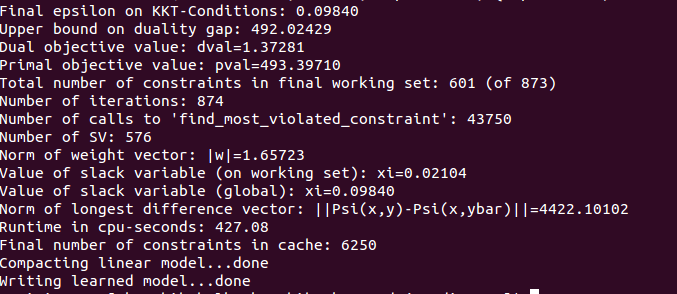 Final epsilon on KKT-Conditions: 0.09840
Upper bound on duality gap: 492.02429
Dual objective value: dval=1.37281
Primal objective value: pval=493.39710
Total number of constraints in final working set: 601 (of 873)
Number of iterations: 874
Number of calls to 'find_most_violated_constraint': 43750
Number of SV: 576
Norm of weight vector: |w|=1.65723
Value of slack variable (on working set): xi=0.02104
Value of slack variable (global): xi=0.09840
Norm of longest difference vector: ||Psi(x,y)-Psi(x,ybar)||=4422.10102
Runtime in cpu-seconds: 427.08
Final number of constraints in cache: 6250
Compacting linear model...done
Writing learned model...done